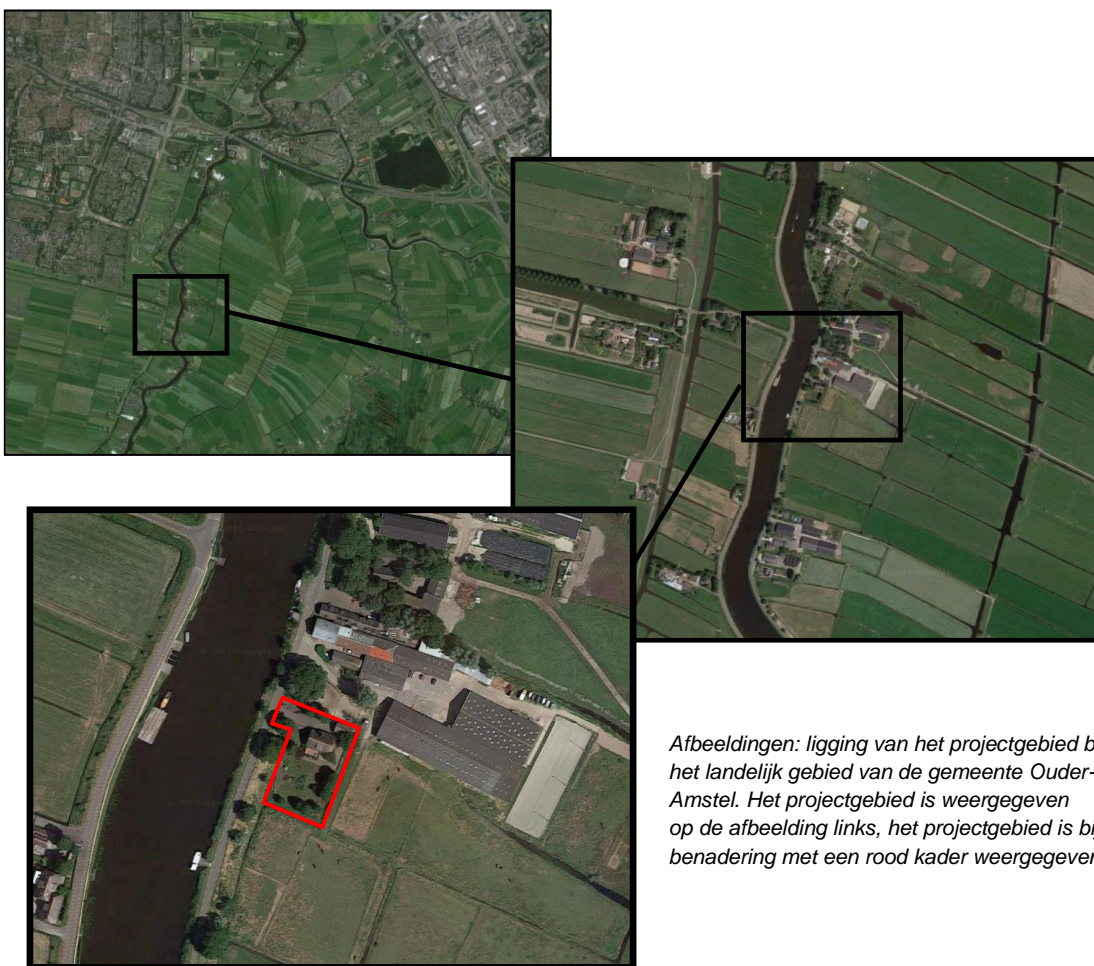 Afbeeldingen: ligging van het projectgebied b
het landelijk gebied van de gemeente Ouder-
Amstel. Het projectgebied is weergegeven
op de afbeelding links, het projectgebied is bi
benadering met een rood kader weergegeven